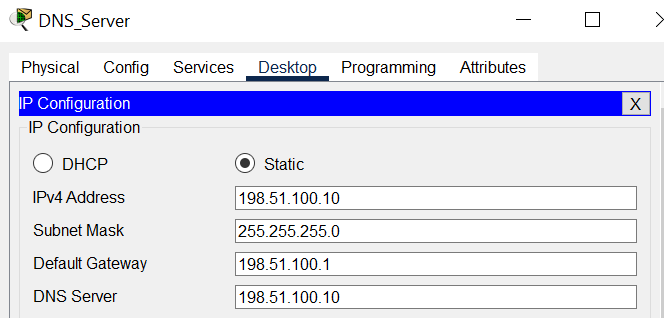 DNS_Server
Physical Config Services Desktop Programming Attributes
IP Configuration X
IP Configuration
DHCP Static
IPv4 Address 198.51.100.10
Subnet Mask 255.255.255.0
Default Gateway 198.51.100.1
DNS Server 198.51.100.10